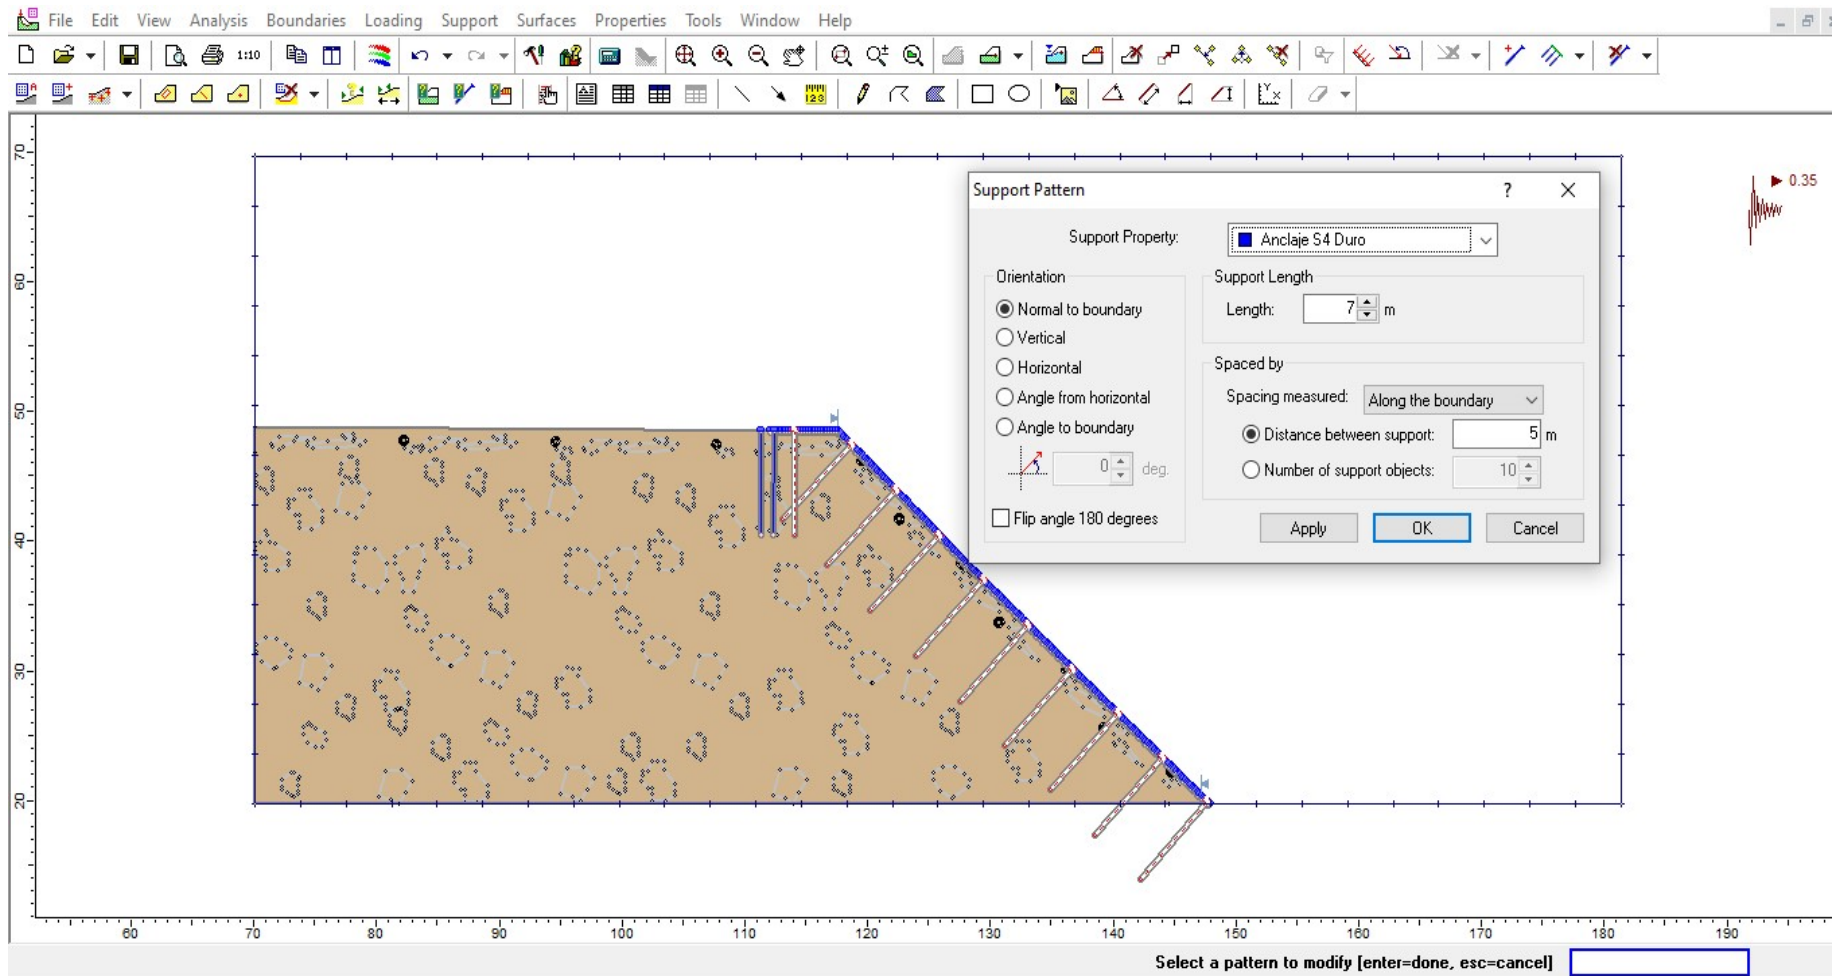 File Edit View Analysis Boundaries Loading Support Surfaces Properties Tools Window Help
1:10
123
0.35
Support Pattern ?
Support Property: Anclaje S4 Duro
Orientation
Normal to boundary
Vertical
Horizontal
Angle from horizontal
Angle to boundary
0 deg.
Flip angle 180 degrees
Support Length
Length: 7 m
Spaced by
Spacing measured: Along the boundary
Distance between support: 5 m
Number of support objects: 10
Apply OK Cancel
70
60
50
40
30
20
60 70 80 90 100 110 120 130 140 150 160 170 180 190
Select a pattern to modify [enter=done, esc=cancel]